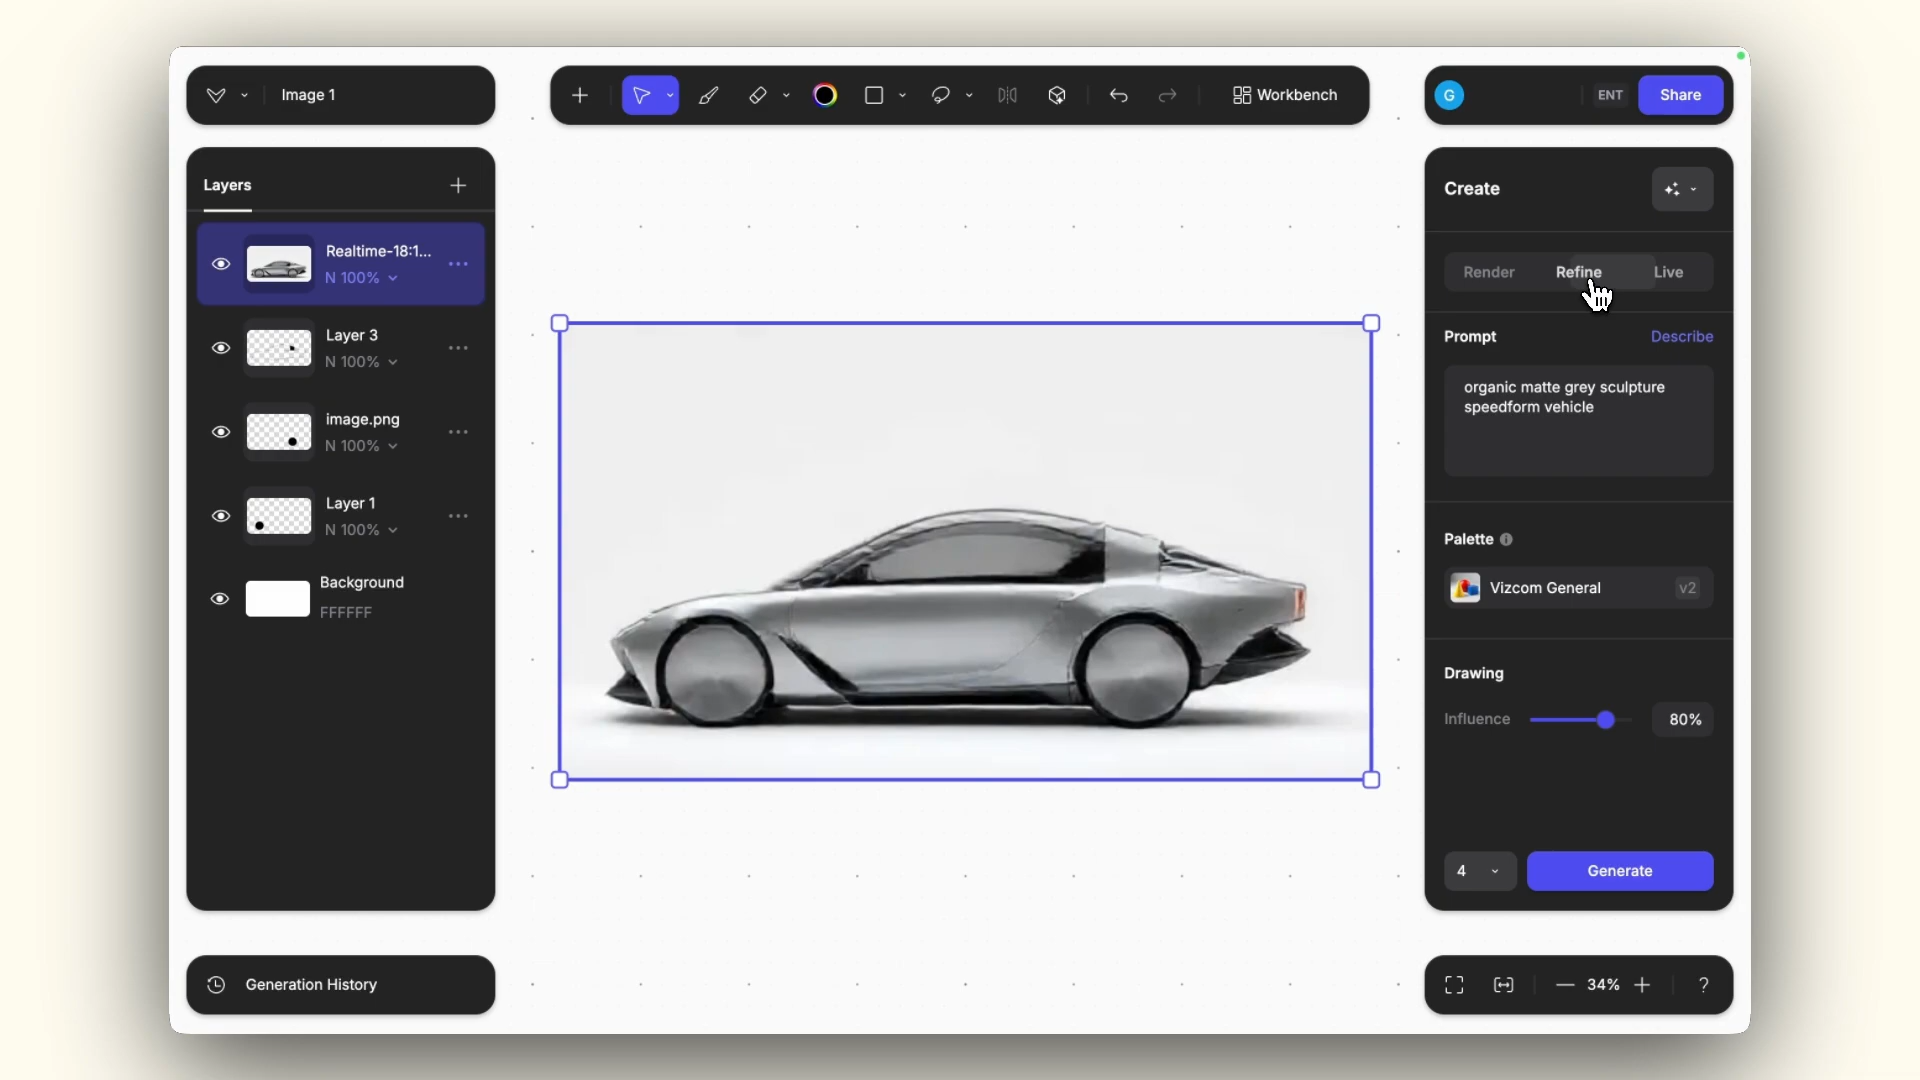 Image 1
Workbench
G
ENT
Share
Layers
Realtime-18:1...
N 100%
Layer 3
N 100%
image.png
N 100%
Layer 1
N 100%
Background
FFFFFF
Generation History
Create
Render
Refine
Live
Prompt
Describe
organic matte grey sculpture
speedform vehicle
Palette
Vizcom General
v2
Drawing
Influence
80%
4
Generate
34%
?